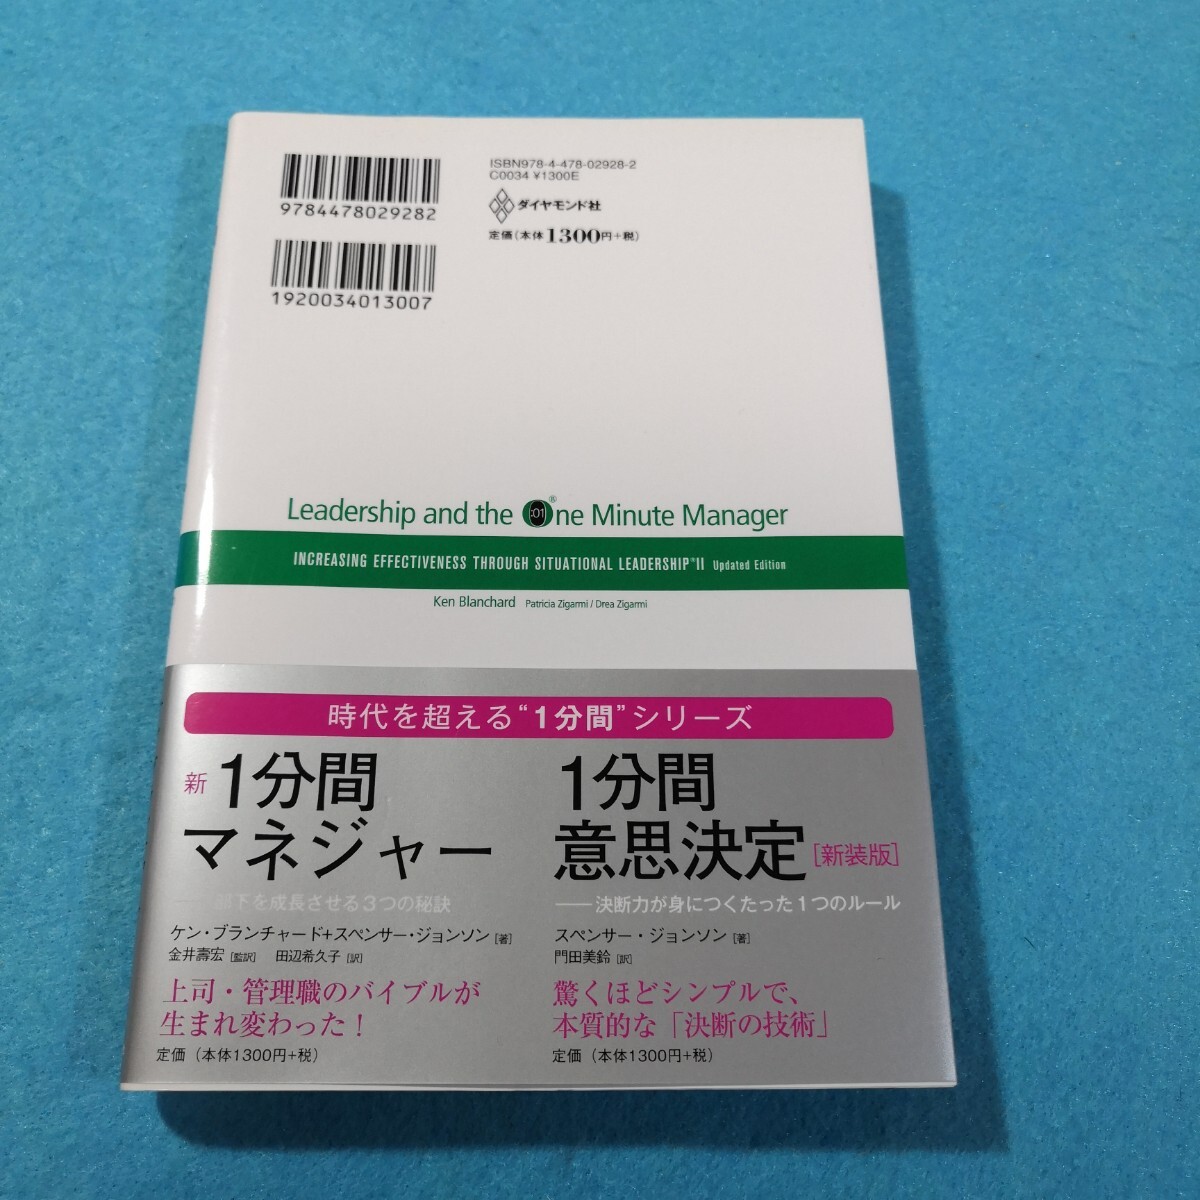 9784478029282
1920034013007
ISBN978-4-478-02928-2
C0034 ¥1300E
ダイヤモンド社
定価(本体1300円+税)
Leadership and the One Minute Manager
INCREASING EFFECTIVENESS THROUGH SITUATIONAL LEADERSHIP®II Updated Edition
Ken Blanchard Patricia Zigarmi / Drea Zigarmi
時代を超える“1分間”シリーズ
新 1分間
マネジャー
――部下を成長させる3つの秘訣
ケン・ブランチャード+スペンサー・ジョンソン[著]
金井壽宏[監訳] 田辺希久子[訳]
上司・管理職のバイブルが
生まれ変わった!
定価(本体1300円+税)
1分間
意思決定[新装版]
――決断力が身につくたった1つのルール
スペンサー・ジョンソン[著]
門田美鈴[訳]
驚くほどシンプルで、
本質的な「決断の技術」
定価(本体1300円+税)